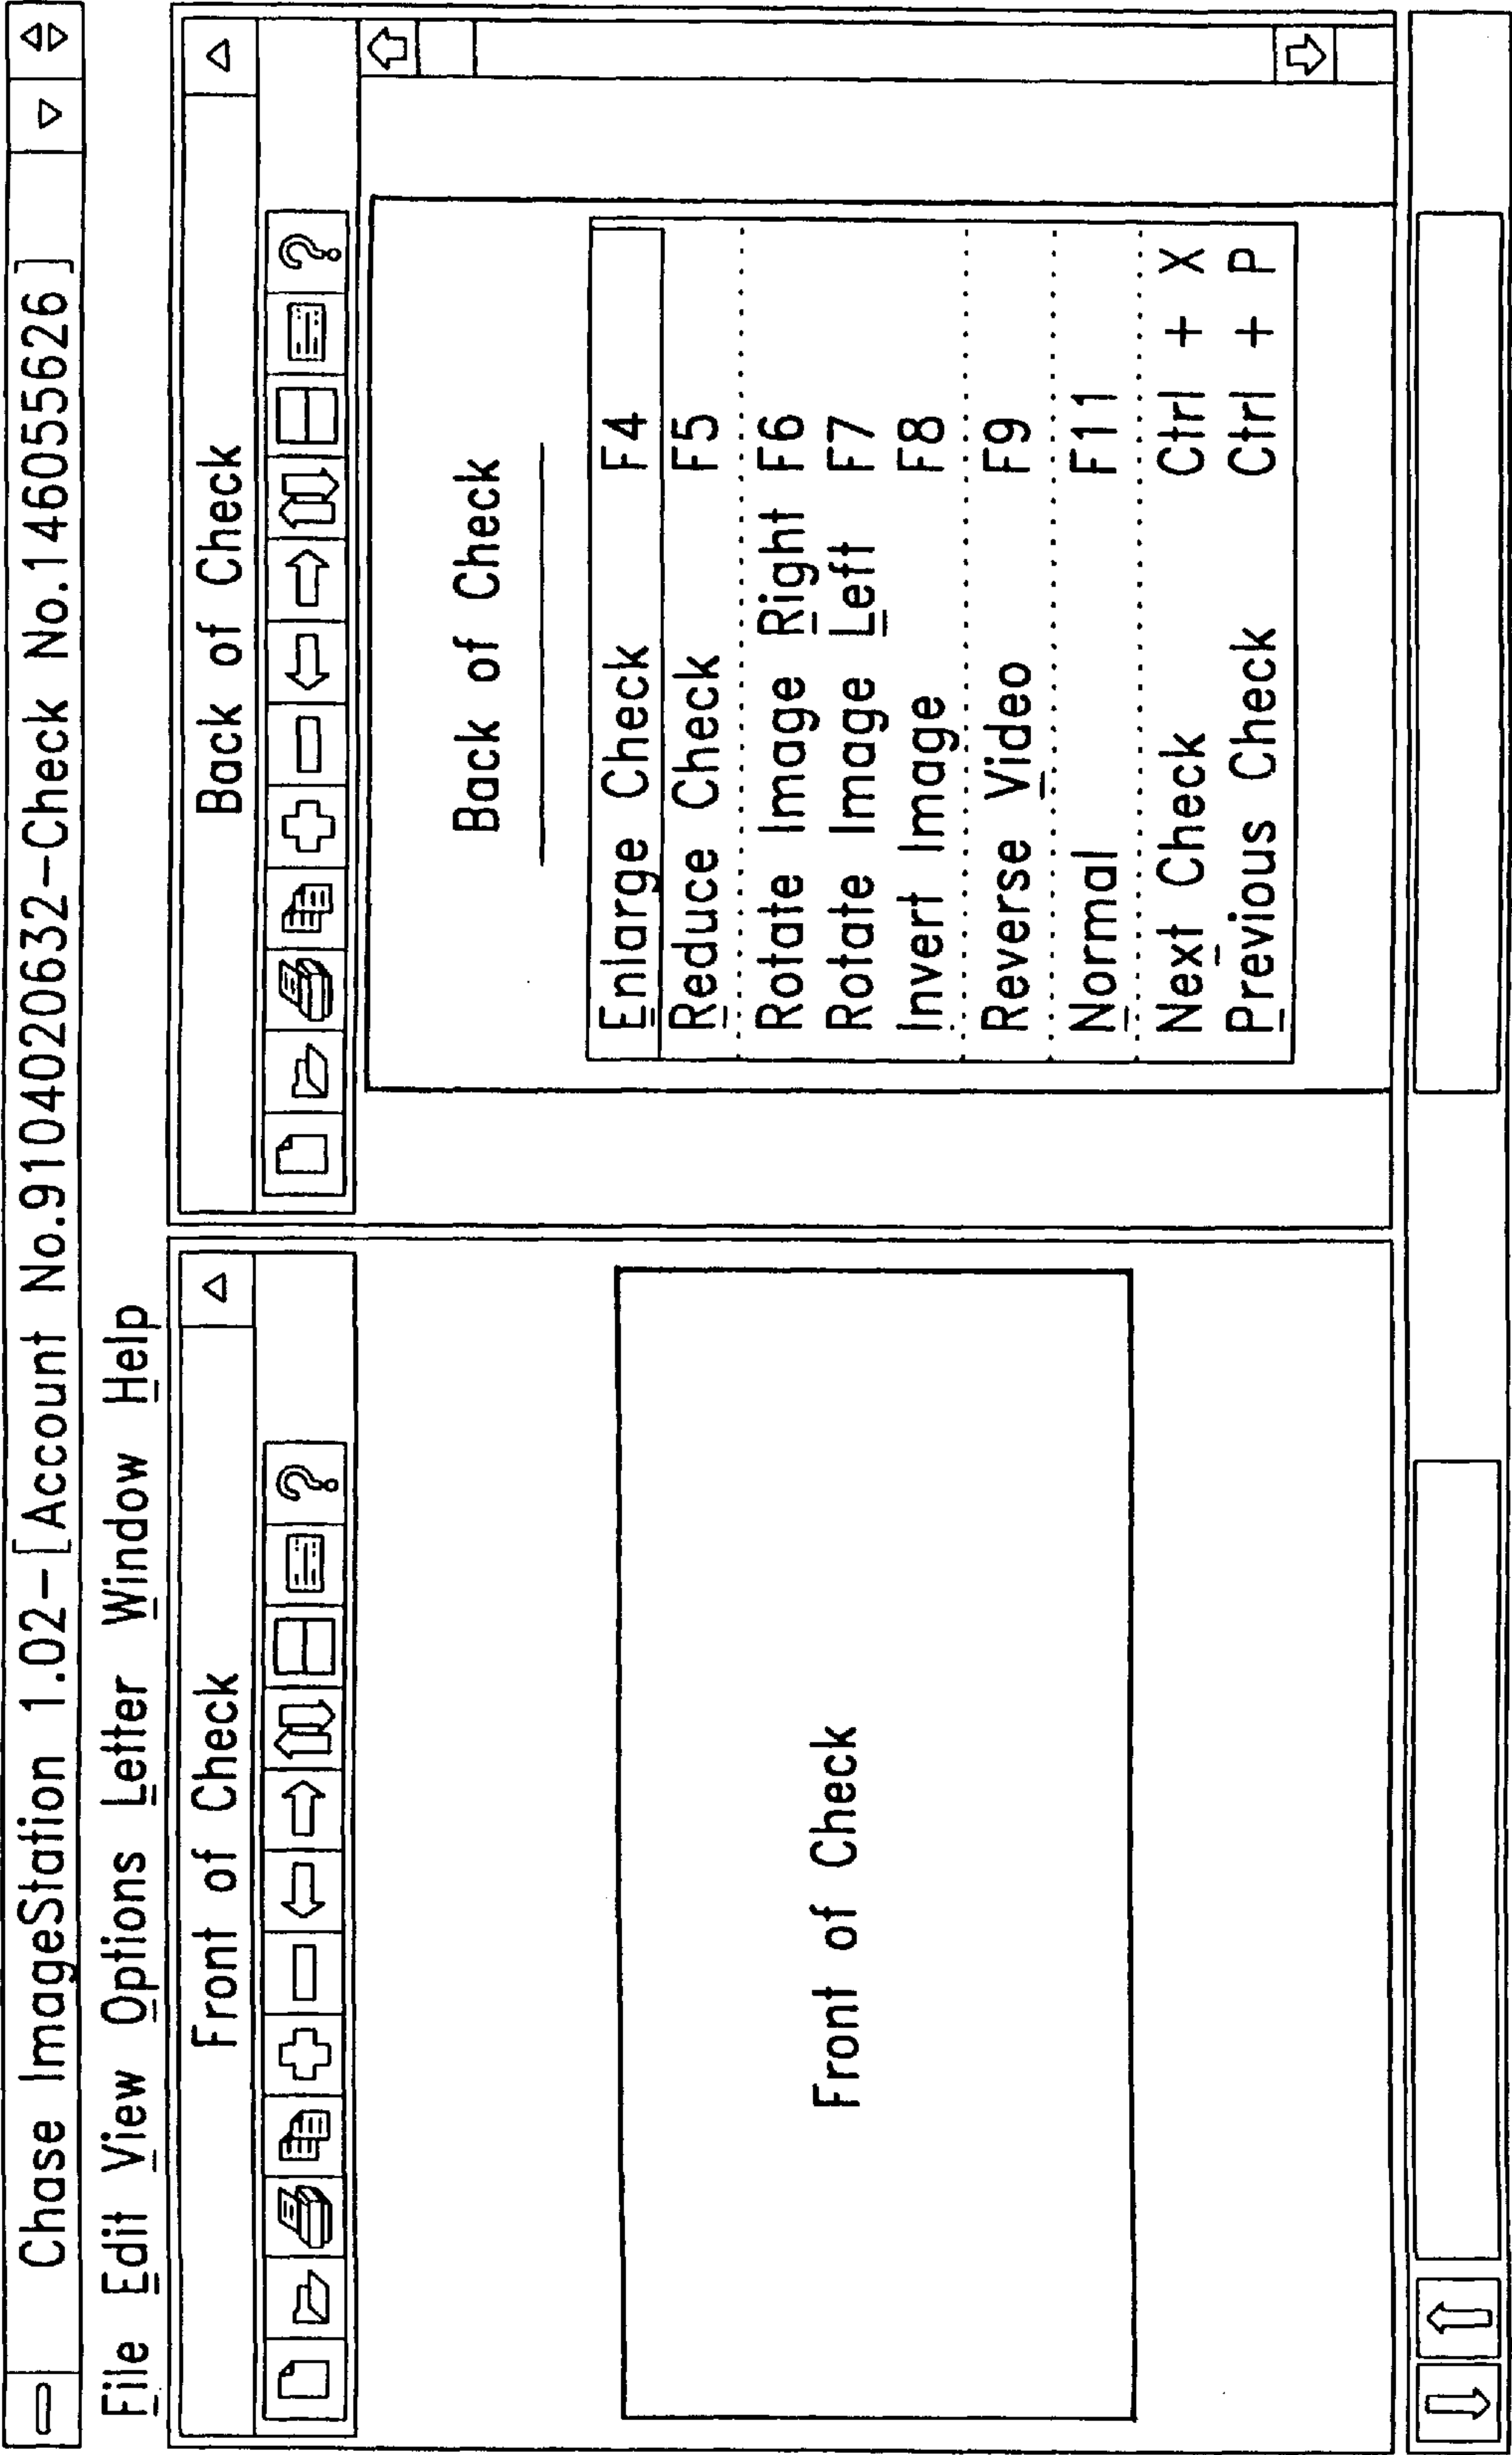 Chase ImageStation 1.02-[Account No.9104020632-Check No.146055626]
File Edit View Options Letter Window Help
Front of Check
?
Front of Check
Back of Check
?
Back of Check
Enlarge Check F4
Reduce Check F5
Rotate Image Right F6
Rotate Image Left F7
Invert Image F8
Reverse Video F9
Normal F11
Next Check Ctrl + X
Previous Check Ctrl + P